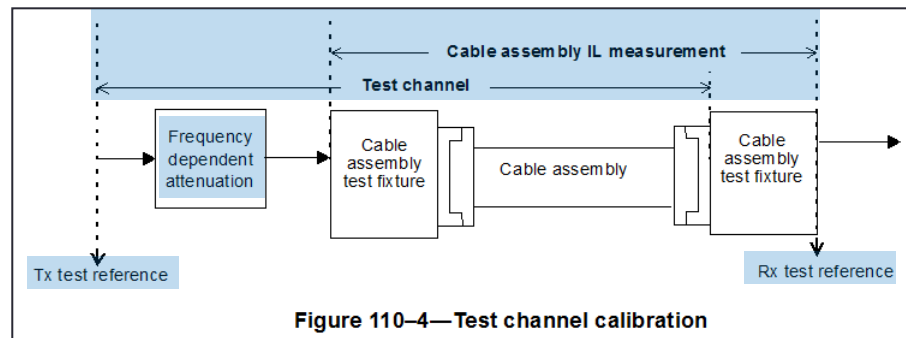 Cable assembly IL measurement
Test channel
Frequency
dependent
attenuation
Cable
assembly
test fixture
Cable assembly
Cable
assembly
test fixture
Tx test reference
Rx test reference
Figure 110–4—Test channel calibration